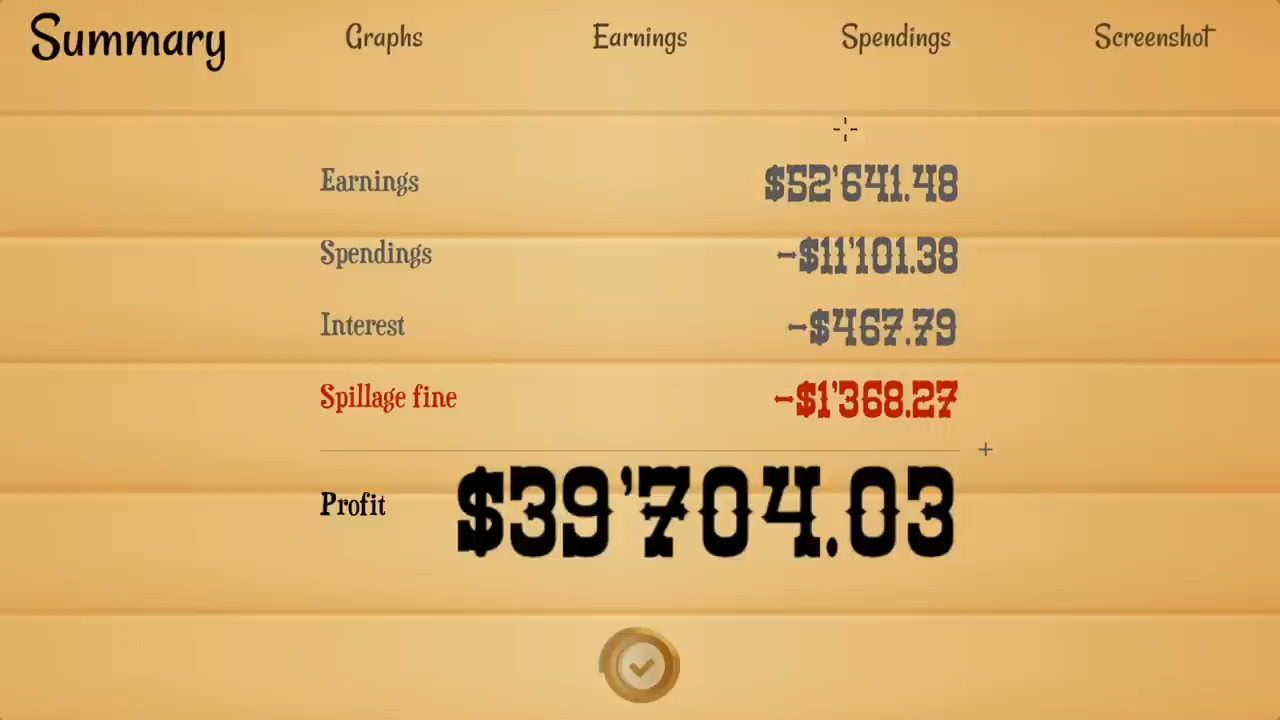 Summary Graphs Earnings Spendings Screenshot
Earnings $52'641.48
Spendings -$11'101.38
Interest -$467.79
Spillage fine -$1'368.27
Profit $39'704.03